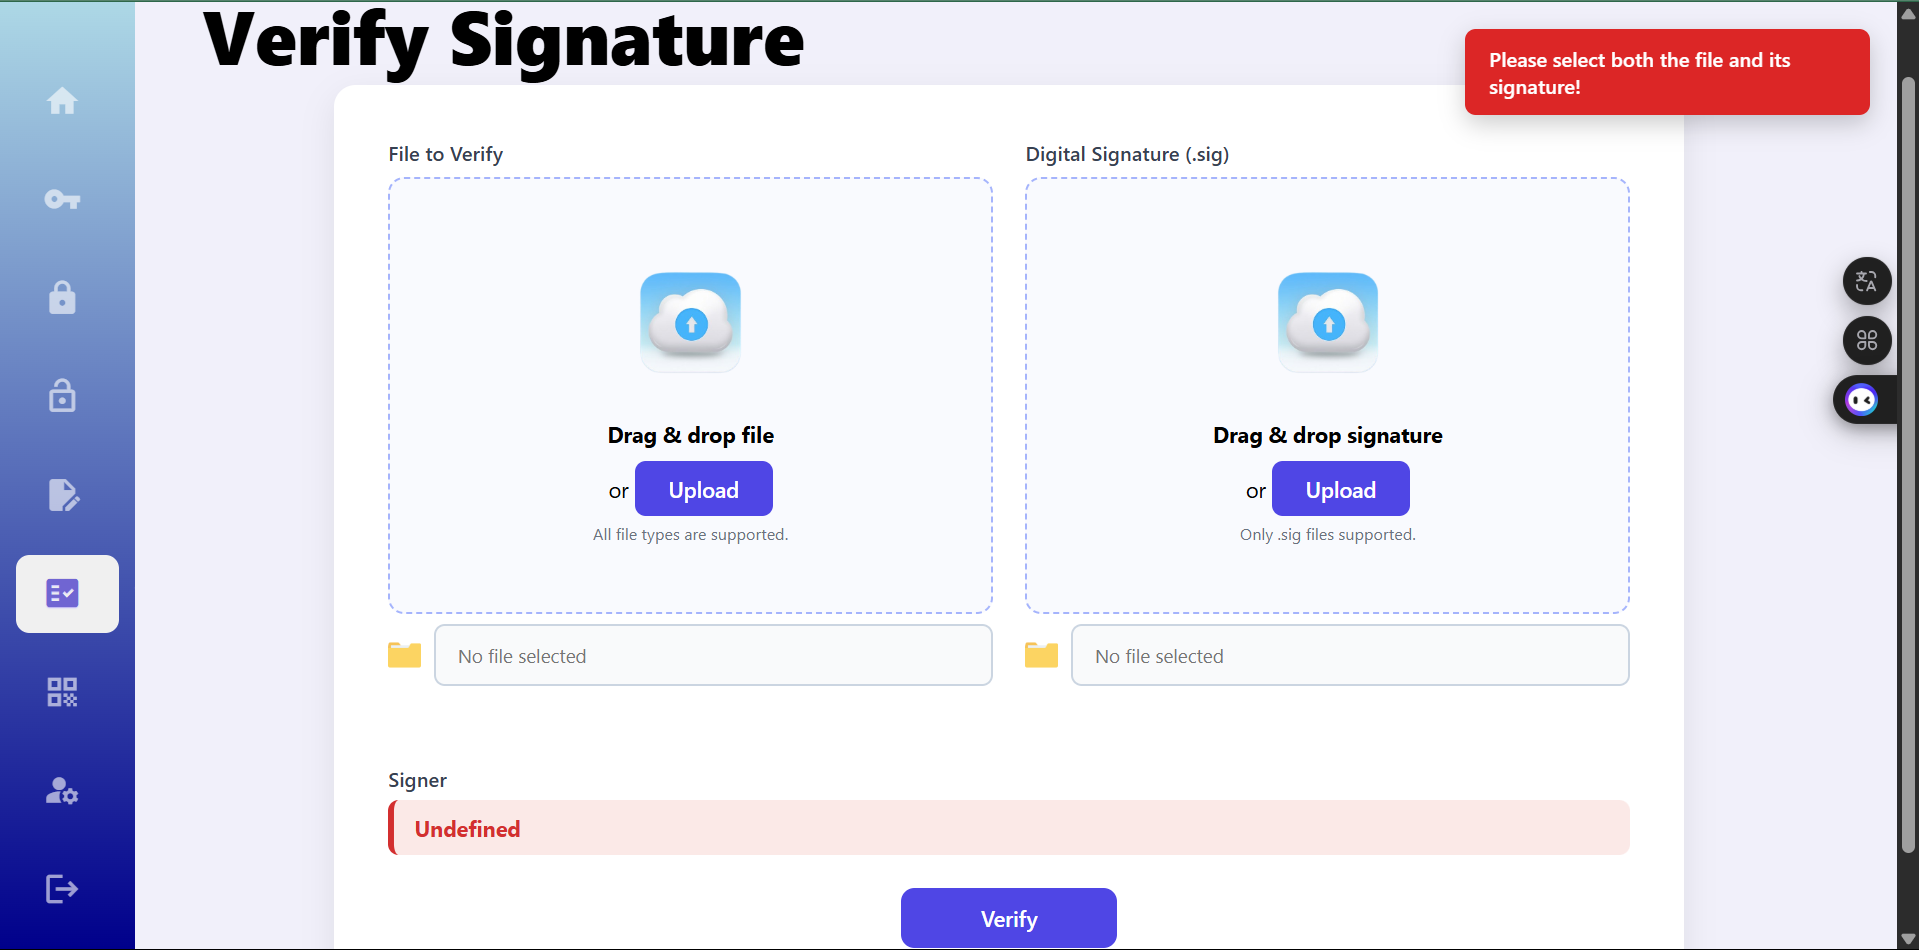 Verify Signature
Please select both the file and its
signature!
File to Verify
Digital Signature (.sig)
Drag & drop file
or Upload
All file types are supported.
Drag & drop signature
or Upload
Only .sig files supported.
No file selected
No file selected
Signer
Undefined
Verify